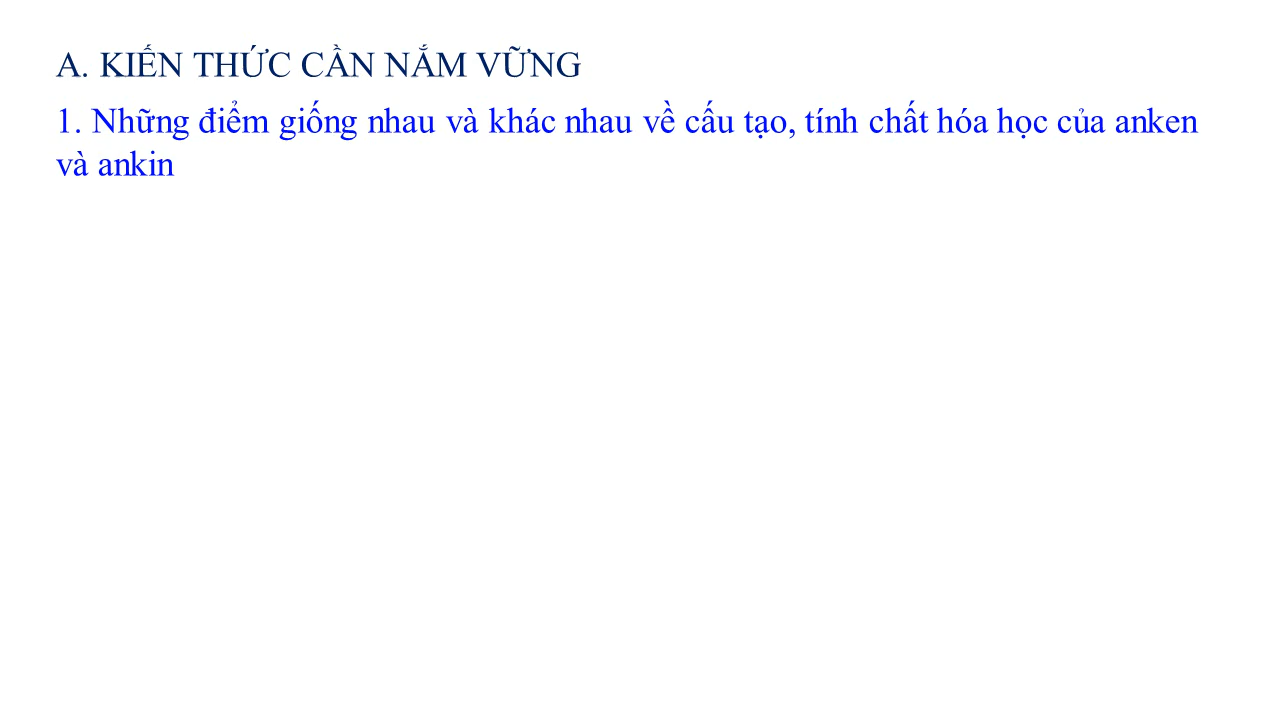 A. KIẾN THỨC CẦN NẮM VỮNG
1. Những điểm giống nhau và khác nhau về cấu tạo, tính chất hóa học của anken
và ankin